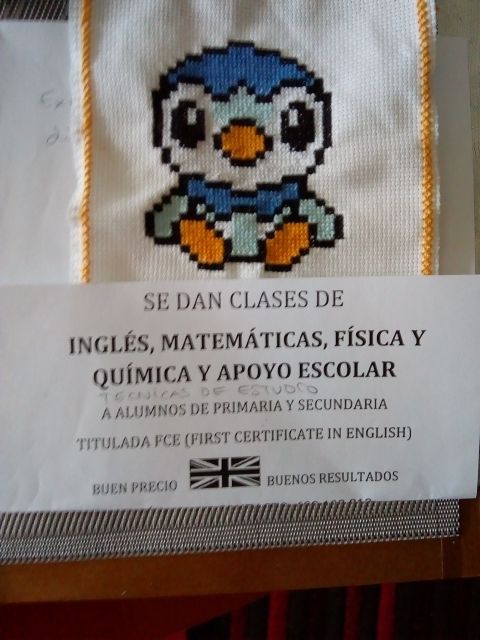 SE DAN CLASES DE
INGLÉS, MATEMÁTICAS, FÍSICA Y
QUÍMICA Y APOYO ESCOLAR
TECNICAS DE ESTUDIO
A ALUMNOS DE PRIMARIA Y SECUNDARIA
TITULADA FCE (FIRST CERTIFICATE IN ENGLISH)
BUEN PRECIO BUENOS RESULTADOS